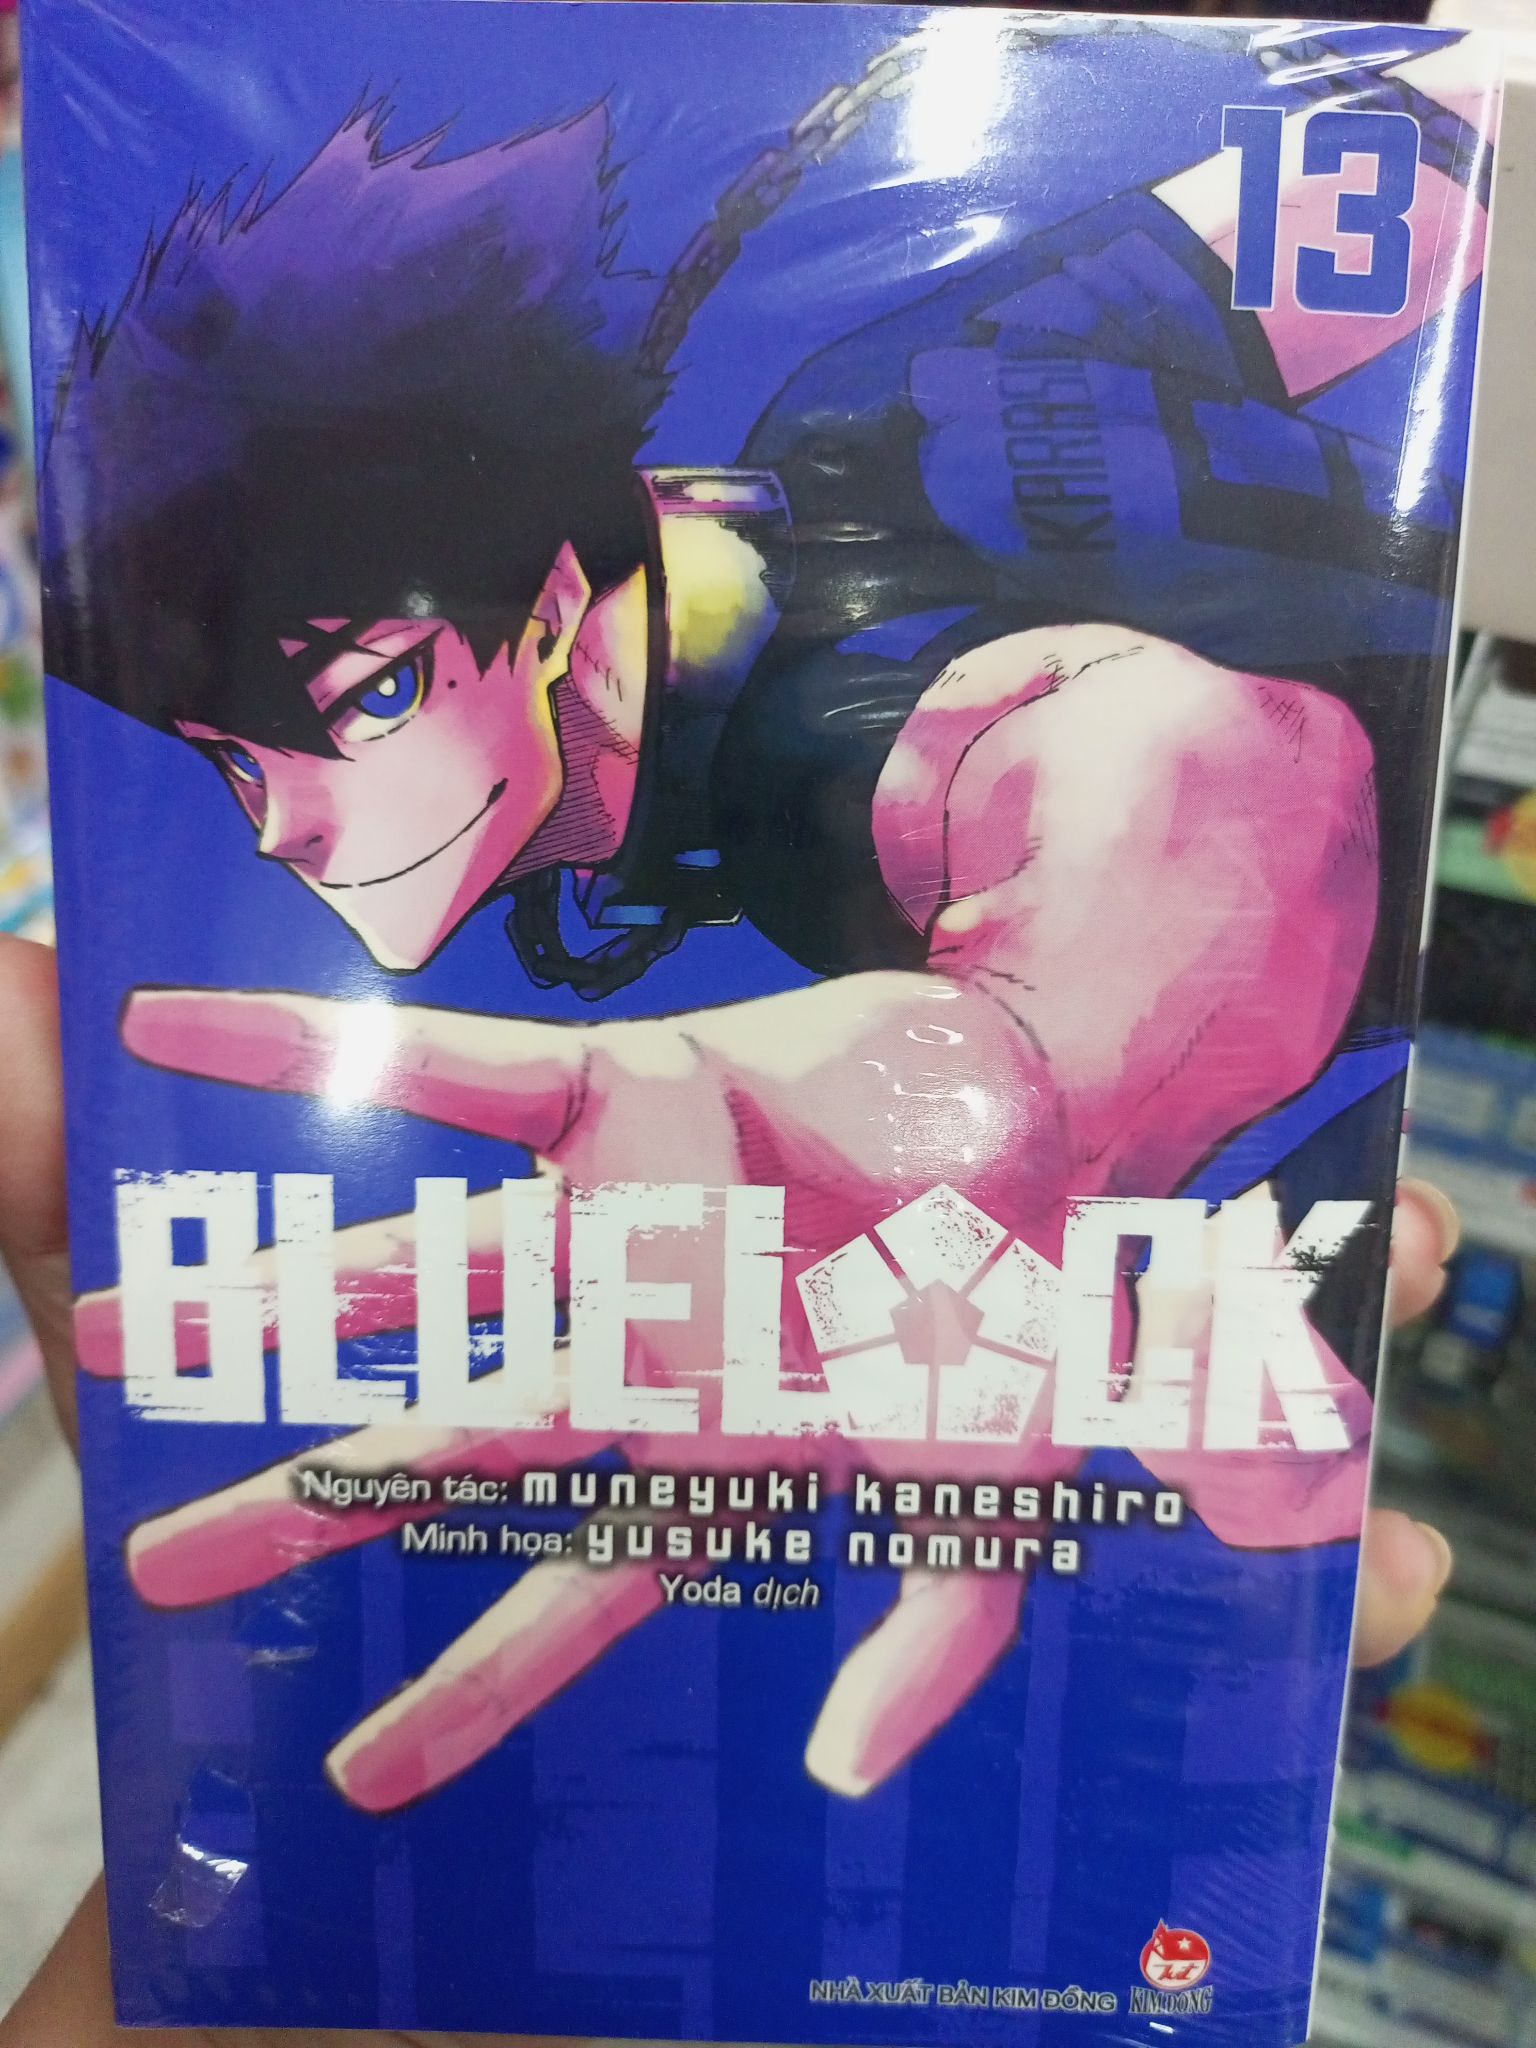 13
KARASU
BLUELOCK
Nguyên tác: muneyuki kaneshiro
Minh họa: yusuke nomura
Yoda dịch
NHÀ XUẤT BẢN KIM ĐỒNG
KIM ĐỒNG